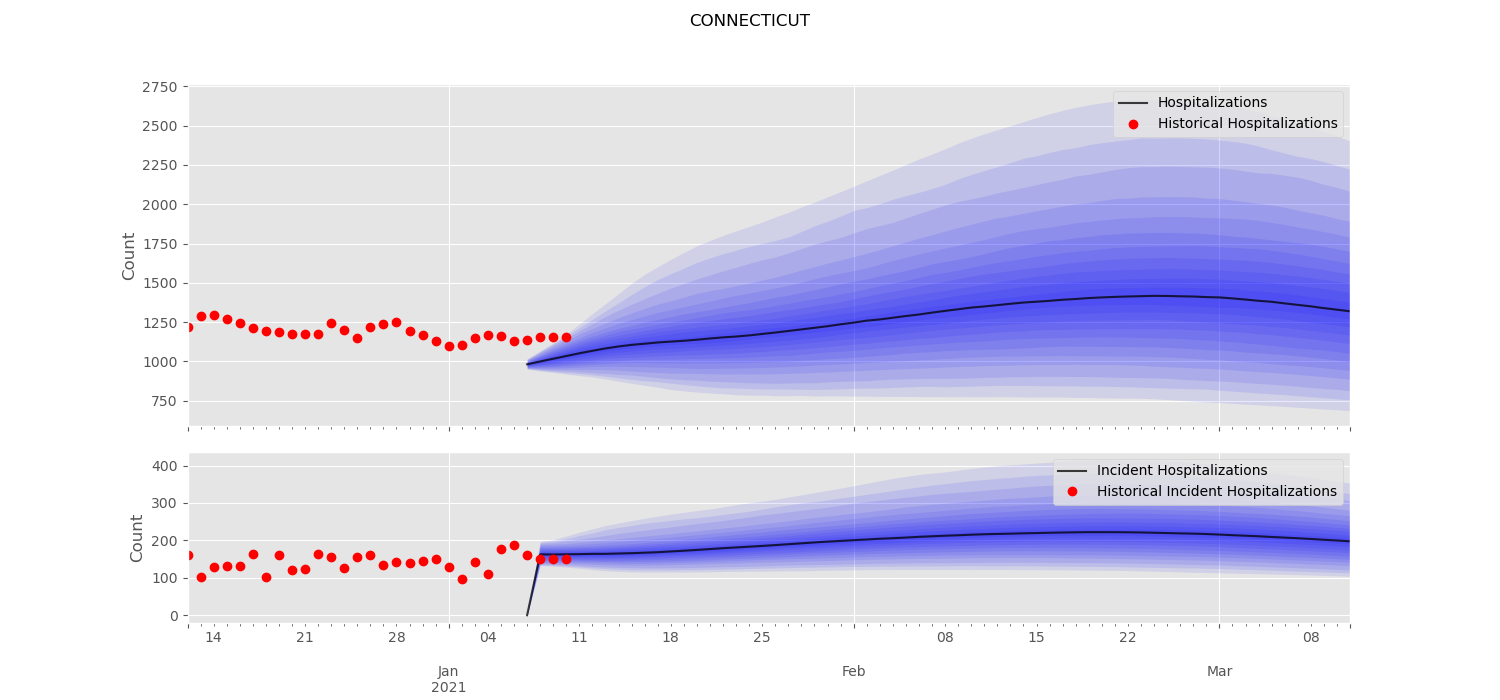 CONNECTICUT
2750
2500
2250
2000
1750
1500
1250
1000
750
Count
Hospitalizations
Historical Hospitalizations
400
300
200
100
0
Count
Incident Hospitalizations
Historical Incident Hospitalizations
14 21 28 04 11 18 25 08 15 22 08
Jan Feb Mar
2021